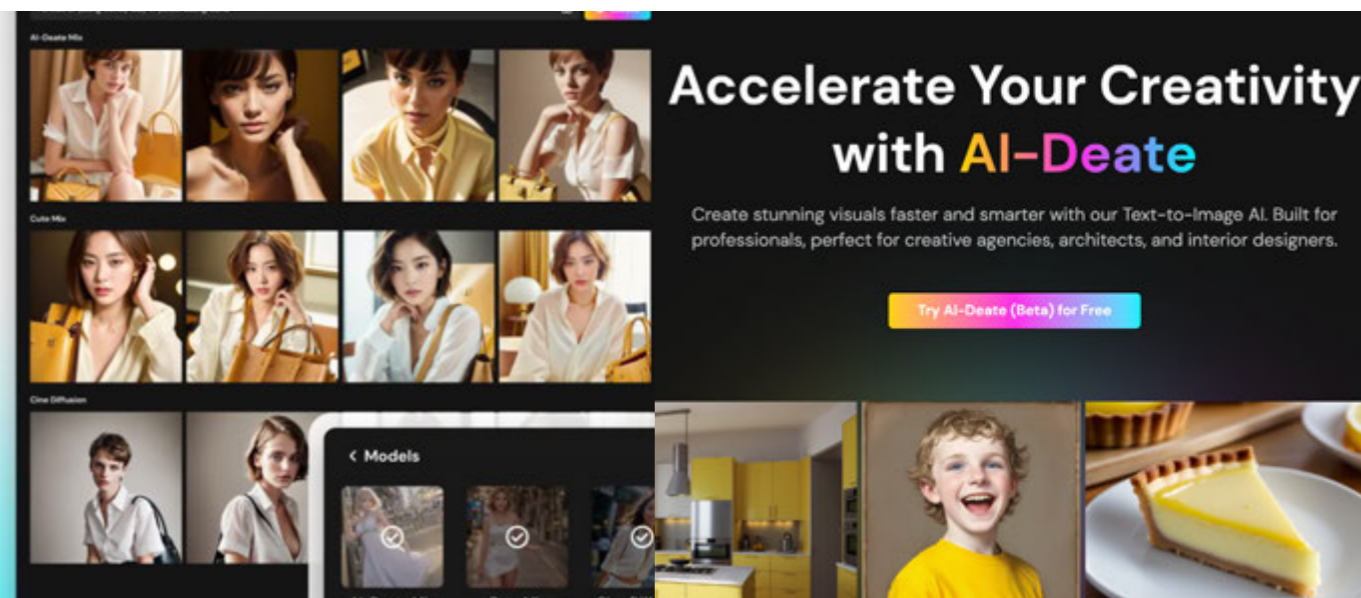 AI-Deate Mix
Cute Mix
Cine Diffusion
< Models
Accelerate Your Creativity
with AI-Deate
Create stunning visuals faster and smarter with our Text-to-Image AI. Built for
professionals, perfect for creative agencies, architects, and interior designers.
Try AI-Deate (Beta) for Free